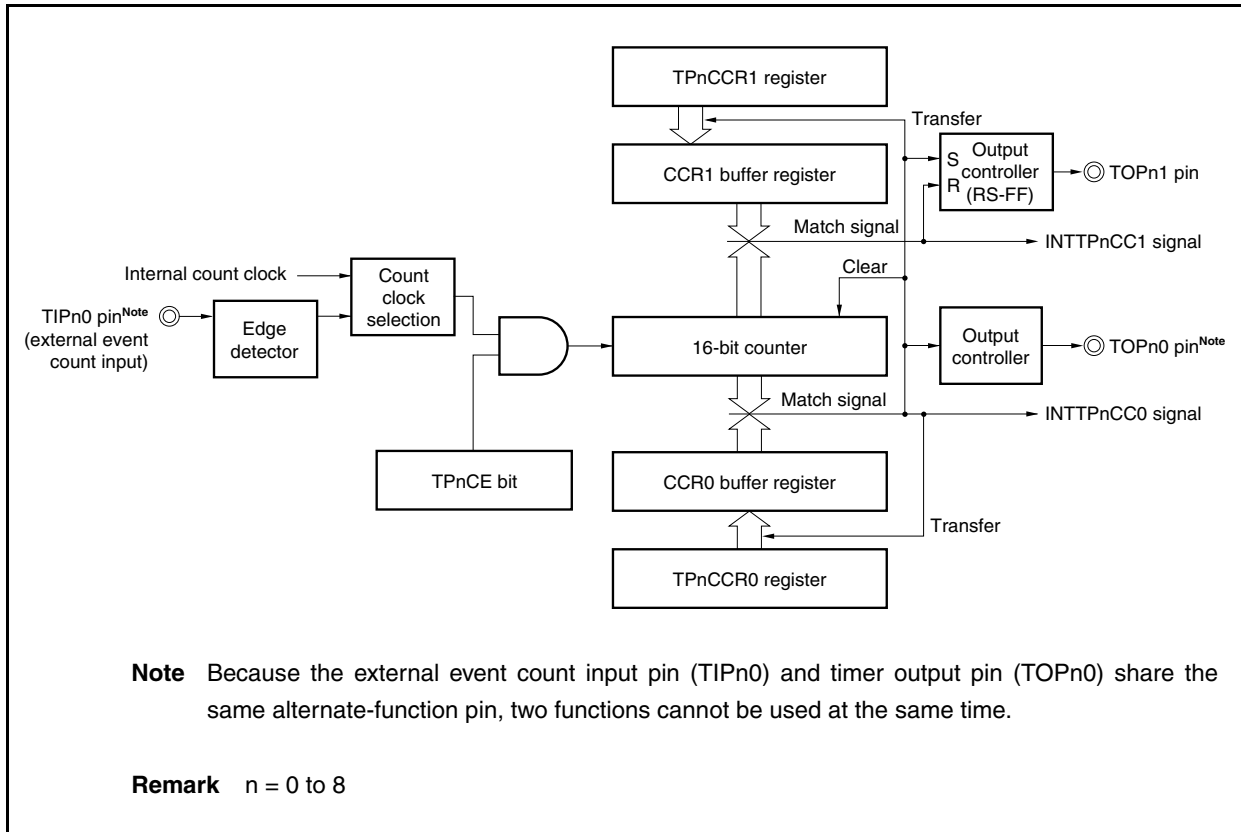 TPnCCR1 register
Transfer
CCR1 buffer register
S
R
Output
controller
(RS-FF)
TOPn1 pin
Match signal
INTTPnCC1 signal
Internal count clock
Count
clock
selection
Clear
TIPn0 pinNote
(external event
count input)
Edge
detector
16-bit counter
Output
controller
TOPn0 pinNote
Match signal
INTTPnCC0 signal
TPnCE bit
CCR0 buffer register
Transfer
TPnCCR0 register
Note Because the external event count input pin (TIPn0) and timer output pin (TOPn0) share the
same alternate-function pin, two functions cannot be used at the same time.
Remark n = 0 to 8